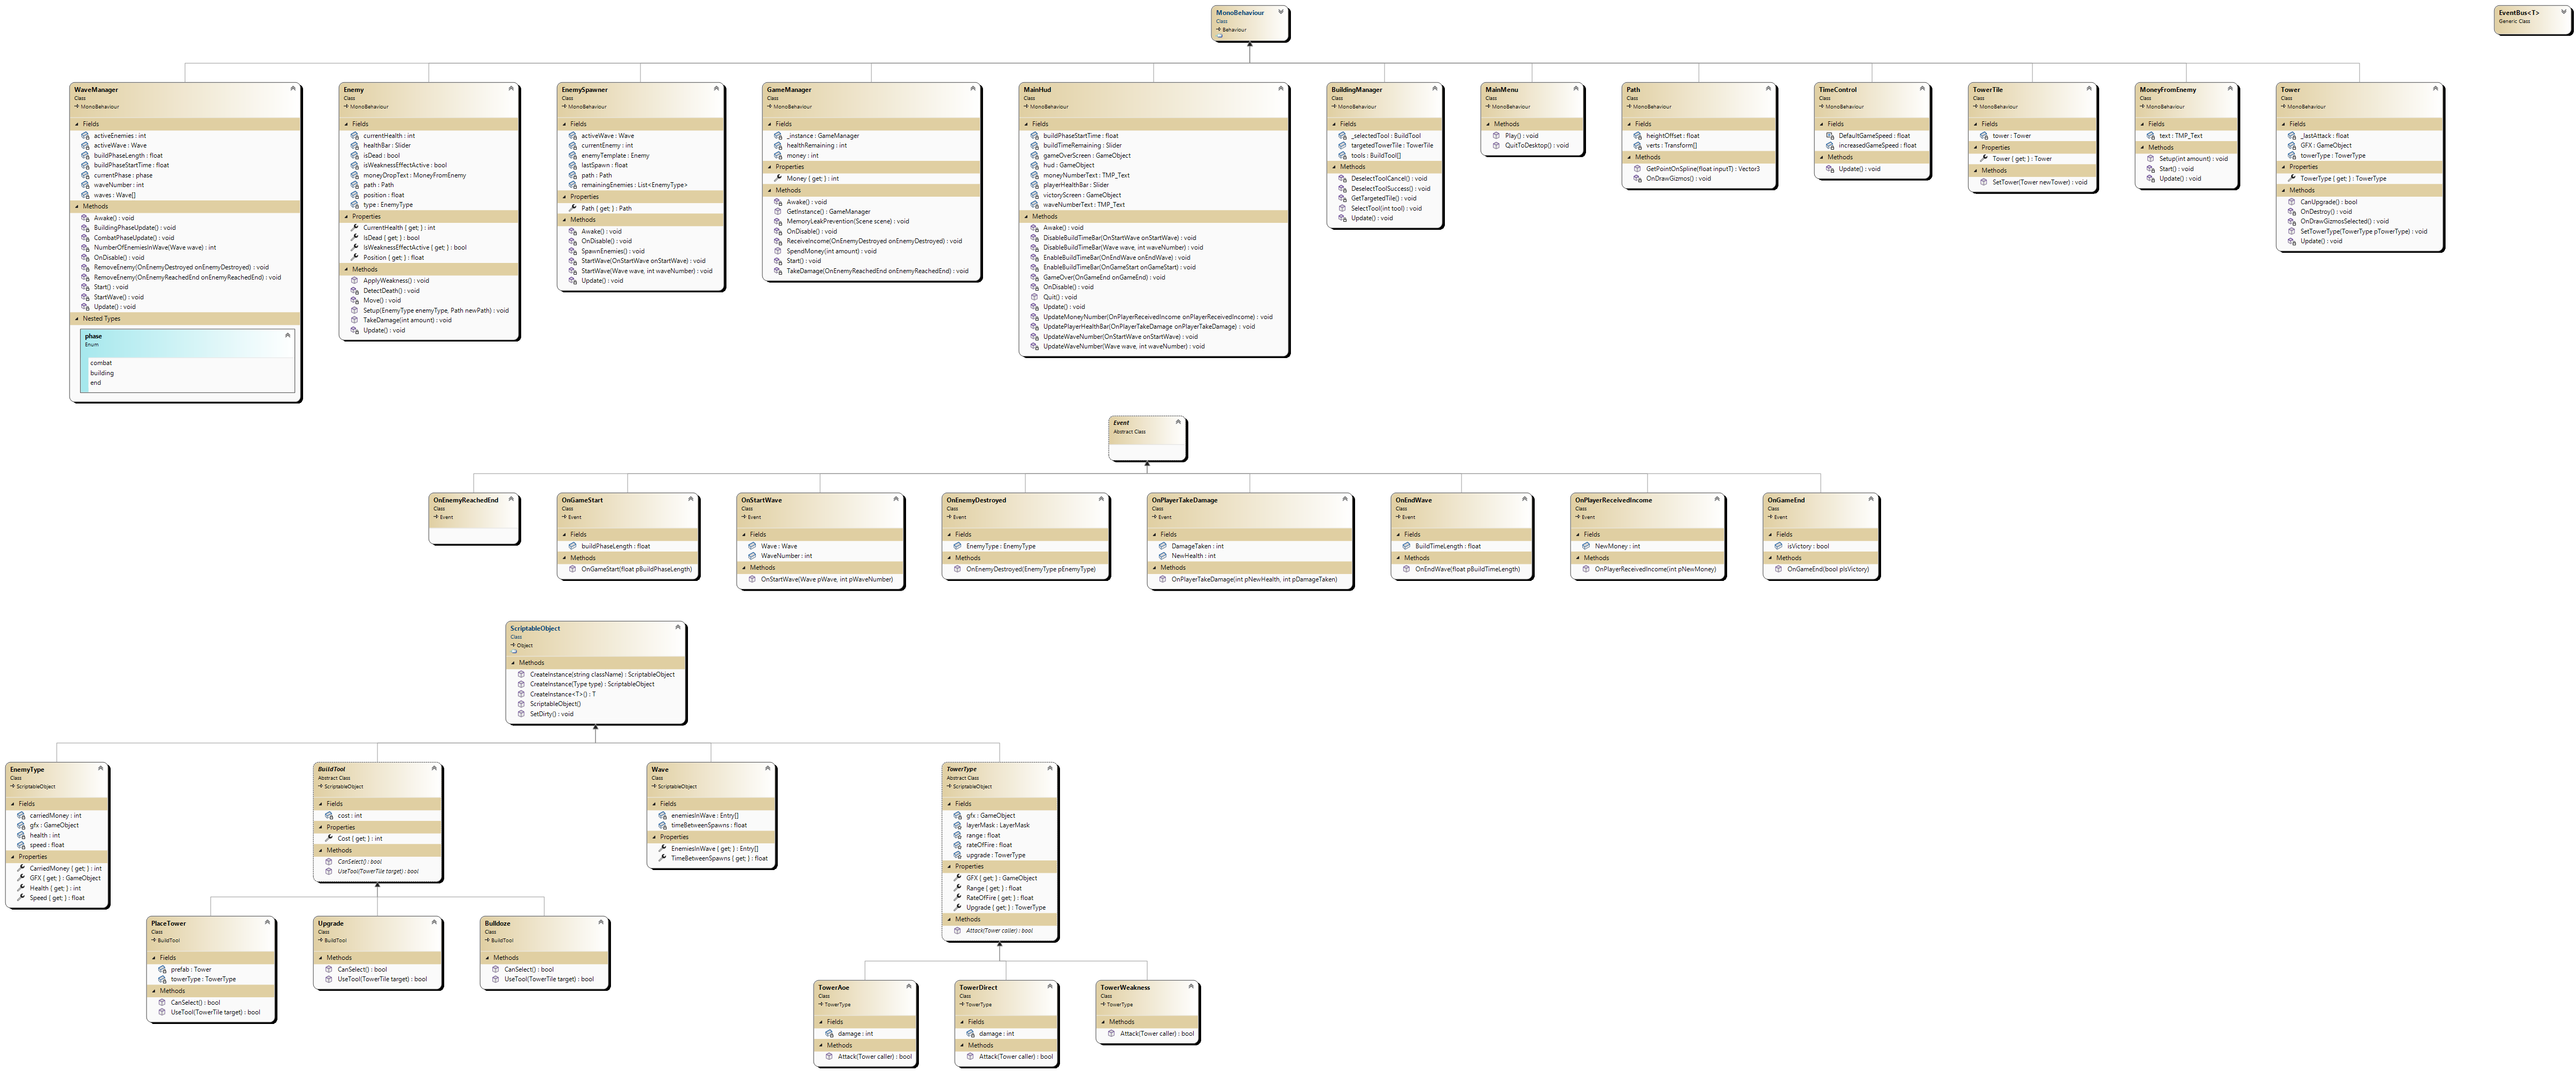 MonoBehaviour
Class
Behaviour
EventBus<T>
Generic Class
WaveManager
Class
MonoBehaviour
Fields
activeEnemies : int
activeWave : Wave
buildPhaseLength : float
buildPhaseStartTime : float
currentPhase : phase
waveNumber : int
waves : Wave[]
Methods
Awake() : void
BuildingPhaseUpdate() : void
CombatPhaseUpdate() : void
NumberOfEnemiesInWave(Wave wave) : int
OnDisable() : void
RemoveEnemy(OnEnemyDestroyed onEnemyDestroyed) : void
RemoveEnemy(OnEnemyReachedEnd onEnemyReachedEnd) : void
Start() : void
StartWave() : void
Update() : void
Nested Types
phase
Enum
combat
building
end
Enemy
Class
MonoBehaviour
Fields
currentHealth : int
healthBar : Slider
isDead : bool
isWeaknessEffectActive : bool
moneyDropText : MoneyFromEnemy
path : Path
position : float
type : EnemyType
Properties
CurrentHealth { get; } : int
IsDead { get; } : bool
IsWeaknessEffectActive { get; } : bool
Position { get; } : float
Methods
ApplyWeakness() : void
DetectDeath() : void
Move() : void
Setup(EnemyType enemyType, Path newPath) : void
TakeDamage(int amount) : void
Update() : void
EnemySpawner
Class
MonoBehaviour
Fields
activeWave : Wave
currentEnemy : int
enemyTemplate : Enemy
lastSpawn : float
path : Path
remainingEnemies : List<EnemyType>
Properties
Path { get; } : Path
Methods
Awake() : void
OnDisable() : void
SpawnEnemies() : void
StartWave(OnStartWave onStartWave) : void
StartWave(Wave wave, int waveNumber) : void
Update() : void
GameManager
Class
MonoBehaviour
Fields
_instance : GameManager
healthRemaining : int
money : int
Properties
Money { get; } : int
Methods
Awake() : void
GetInstance() : GameManager
MemoryLeakPrevention(Scene scene) : void
OnDisable() : void
ReceiveIncome(OnEnemyDestroyed onEnemyDestroyed) : void
SpendMoney(int amount) : void
Start() : void
TakeDamage(OnEnemyReachedEnd onEnemyReachedEnd) : void
MainHud
Class
MonoBehaviour
Fields
buildPhaseStartTime : float
buildTimeRemaining : Slider
gameOverScreen : GameObject
hud : GameObject
moneyNumberText : TMP_Text
playerHealthBar : Slider
victoryScreen : GameObject
waveNumberText : TMP_Text
Methods
Awake() : void
DisableBuildTimeBar(OnStartWave onStartWave) : void
DisableBuildTimeBar(Wave wave, int waveNumber) : void
EnableBuildTimeBar(OnEndWave onEndWave) : void
EnableBuildTimeBar(OnGameStart onGameStart) : void
GameOver(OnGameEnd onGameEnd) : void
OnDisable() : void
Quit() : void
Update() : void
UpdateMoneyNumber(OnPlayerReceivedIncome onPlayerReceivedIncome) : void
UpdatePlayerHealthBar(OnPlayerTakeDamage onPlayerTakeDamage) : void
UpdateWaveNumber(OnStartWave onStartWave) : void
UpdateWaveNumber(Wave wave, int waveNumber) : void
BuildingManager
Class
MonoBehaviour
Fields
_selectedTool : BuildTool
targetedTowerTile : TowerTile
tools : BuildTool[]
Methods
DeselectToolCancel() : void
DeselectToolSuccess() : void
GetTargetedTile() : void
SelectTool(int tool) : void
Update() : void
MainMenu
Class
MonoBehaviour
Methods
Play() : void
QuitToDesktop() : void
Path
Class
MonoBehaviour
Fields
heightOffset : float
verts : Transform[]
Methods
GetPointOnSpline(float inputT) : Vector3
OnDrawGizmos() : void
TimeControl
Class
MonoBehaviour
Fields
DefaultGameSpeed : float
increasedGameSpeed : float
Methods
Update() : void
TowerTile
Class
MonoBehaviour
Fields
tower : Tower
Properties
Tower { get; } : Tower
Methods
SetTower(Tower newTower) : void
MoneyFromEnemy
Class
MonoBehaviour
Fields
text : TMP_Text
Methods
Setup(int amount) : void
Start() : void
Update() : void
Tower
Class
MonoBehaviour
Fields
_lastAttack : float
GFX : GameObject
towerType : TowerType
Properties
TowerType { get; } : TowerType
Methods
CanUpgrade() : bool
OnDestroy() : void
OnDrawGizmosSelected() : void
SetTowerType(TowerType pTowerType) : void
Update() : void
Event
Abstract Class
OnEnemyReachedEnd
Class
Event
OnGameStart
Class
Event
Fields
buildPhaseLength : float
Methods
OnGameStart(float pBuildPhaseLength)
OnStartWave
Class
Event
Fields
Wave : Wave
WaveNumber : int
Methods
OnStartWave(Wave pWave, int pWaveNumber)
OnEnemyDestroyed
Class
Event
Fields
EnemyType : EnemyType
Methods
OnEnemyDestroyed(EnemyType pEnemyType)
OnPlayerTakeDamage
Class
Event
Fields
DamageTaken : int
NewHealth : int
Methods
OnPlayerTakeDamage(int pNewHealth, int pDamageTaken)
OnEndWave
Class
Event
Fields
BuildTimeLength : float
Methods
OnEndWave(float pBuildTimeLength)
OnPlayerReceivedIncome
Class
Event
Fields
NewMoney : int
Methods
OnPlayerReceivedIncome(int pNewMoney)
OnGameEnd
Class
Event
Fields
isVictory : bool
Methods
OnGameEnd(bool pIsVictory)
ScriptableObject
Class
Object
Methods
CreateInstance(string className) : ScriptableObject
CreateInstance(Type type) : ScriptableObject
CreateInstance<T>() : T
ScriptableObject()
SetDirty() : void
EnemyType
Class
ScriptableObject
Fields
carriedMoney : int
gfx : GameObject
health : int
speed : float
Properties
CarriedMoney { get; } : int
GFX { get; } : GameObject
Health { get; } : int
Speed { get; } : float
BuildTool
Abstract Class
ScriptableObject
Fields
cost : int
Properties
Cost { get; } : int
Methods
CanSelect() : bool
UseTool(TowerTile target) : bool
Wave
Class
ScriptableObject
Fields
enemiesInWave : Entry[]
timeBetweenSpawns : float
Properties
EnemiesInWave { get; } : Entry[]
TimeBetweenSpawns { get; } : float
TowerType
Abstract Class
ScriptableObject
Fields
gfx : GameObject
layerMask : LayerMask
range : float
rateOfFire : float
upgrade : TowerType
Properties
GFX { get; } : GameObject
Range { get; } : float
RateOfFire { get; } : float
Upgrade { get; } : TowerType
Methods
Attack(Tower caller) : bool
PlaceTower
Class
BuildTool
Fields
prefab : Tower
towerType : TowerType
Methods
CanSelect() : bool
UseTool(TowerTile target) : bool
Upgrade
Class
BuildTool
Methods
CanSelect() : bool
UseTool(TowerTile target) : bool
Bulldoze
Class
BuildTool
Methods
CanSelect() : bool
UseTool(TowerTile target) : bool
TowerAoe
Class
TowerType
Fields
damage : int
Methods
Attack(Tower caller) : bool
TowerDirect
Class
TowerType
Fields
damage : int
Methods
Attack(Tower caller) : bool
TowerWeakness
Class
TowerType
Methods
Attack(Tower caller) : bool